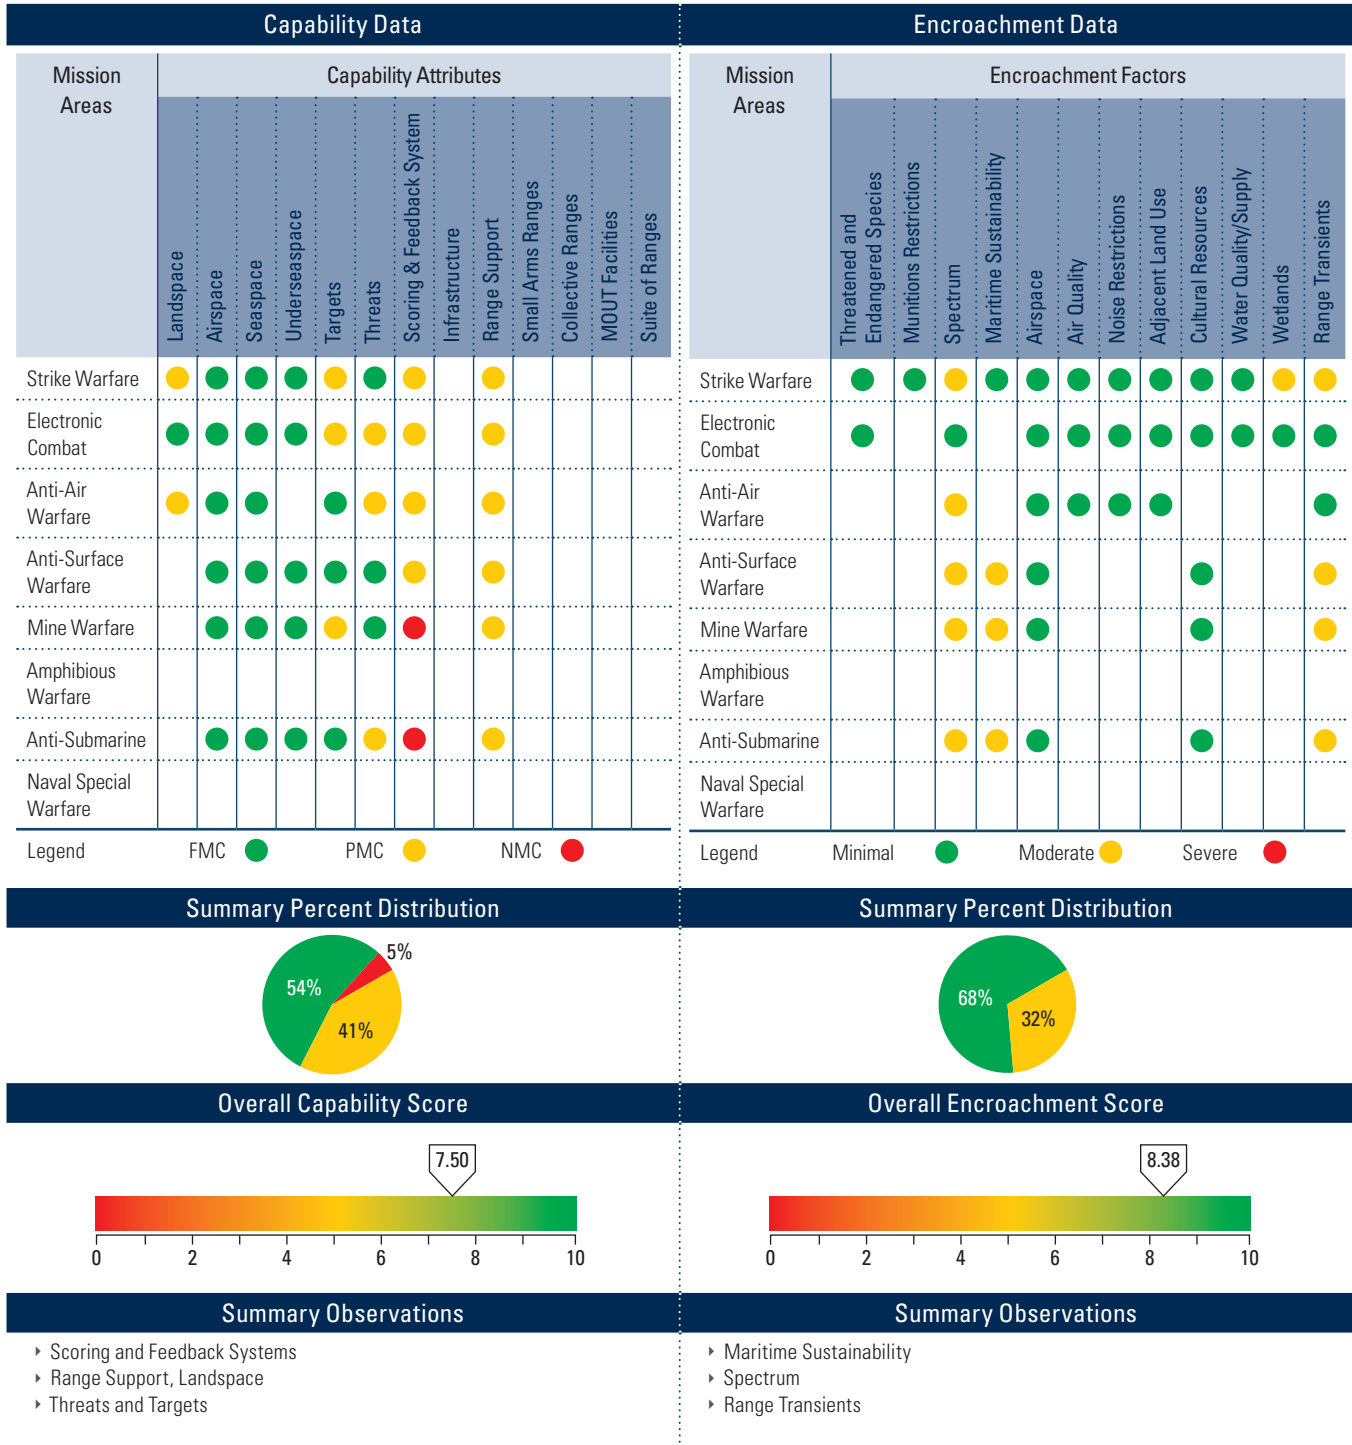 Capability Data
Mission
Areas
Capability Attributes
Landspace
Airspace
Seaspace
Underseaspace
Targets
Threats
Scoring & Feedback System
Infrastructure
Range Support
Small Arms Ranges
Collective Ranges
MOUT Facilities
Suite of Ranges
Strike Warfare
Electronic
Combat
Anti-Air
Warfare
Anti-Surface
Warfare
Mine Warfare
Amphibious
Warfare
Anti-Submarine
Naval Special
Warfare
Legend
FMC
PMC
NMC
Summary Percent Distribution
54%
5%
41%
Overall Capability Score
7.50
0 2 4 6 8 10
Summary Observations
‣ Scoring and Feedback Systems
‣ Range Support, Landspace
‣ Threats and Targets
Encroachment Data
Mission
Areas
Encroachment Factors
Threatened and
Endangered Species
Munitions Restrictions
Spectrum
Maritime Sustainability
Airspace
Air Quality
Noise Restrictions
Adjacent Land Use
Cultural Resources
Water Quality/Supply
Wetlands
Range Transients
Strike Warfare
Electronic
Combat
Anti-Air
Warfare
Anti-Surface
Warfare
Mine Warfare
Amphibious
Warfare
Anti-Submarine
Naval Special
Warfare
Legend
Minimal
Moderate
Severe
Summary Percent Distribution
68%
32%
Overall Encroachment Score
8.38
0 2 4 6 8 10
Summary Observations
‣ Maritime Sustainability
‣ Spectrum
‣ Range Transients